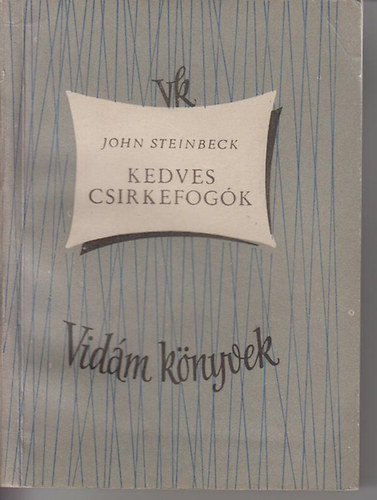 vk
JOHN STEINBECK
KEDVES
CSIRKEFOGÓK
Vidám könyvek